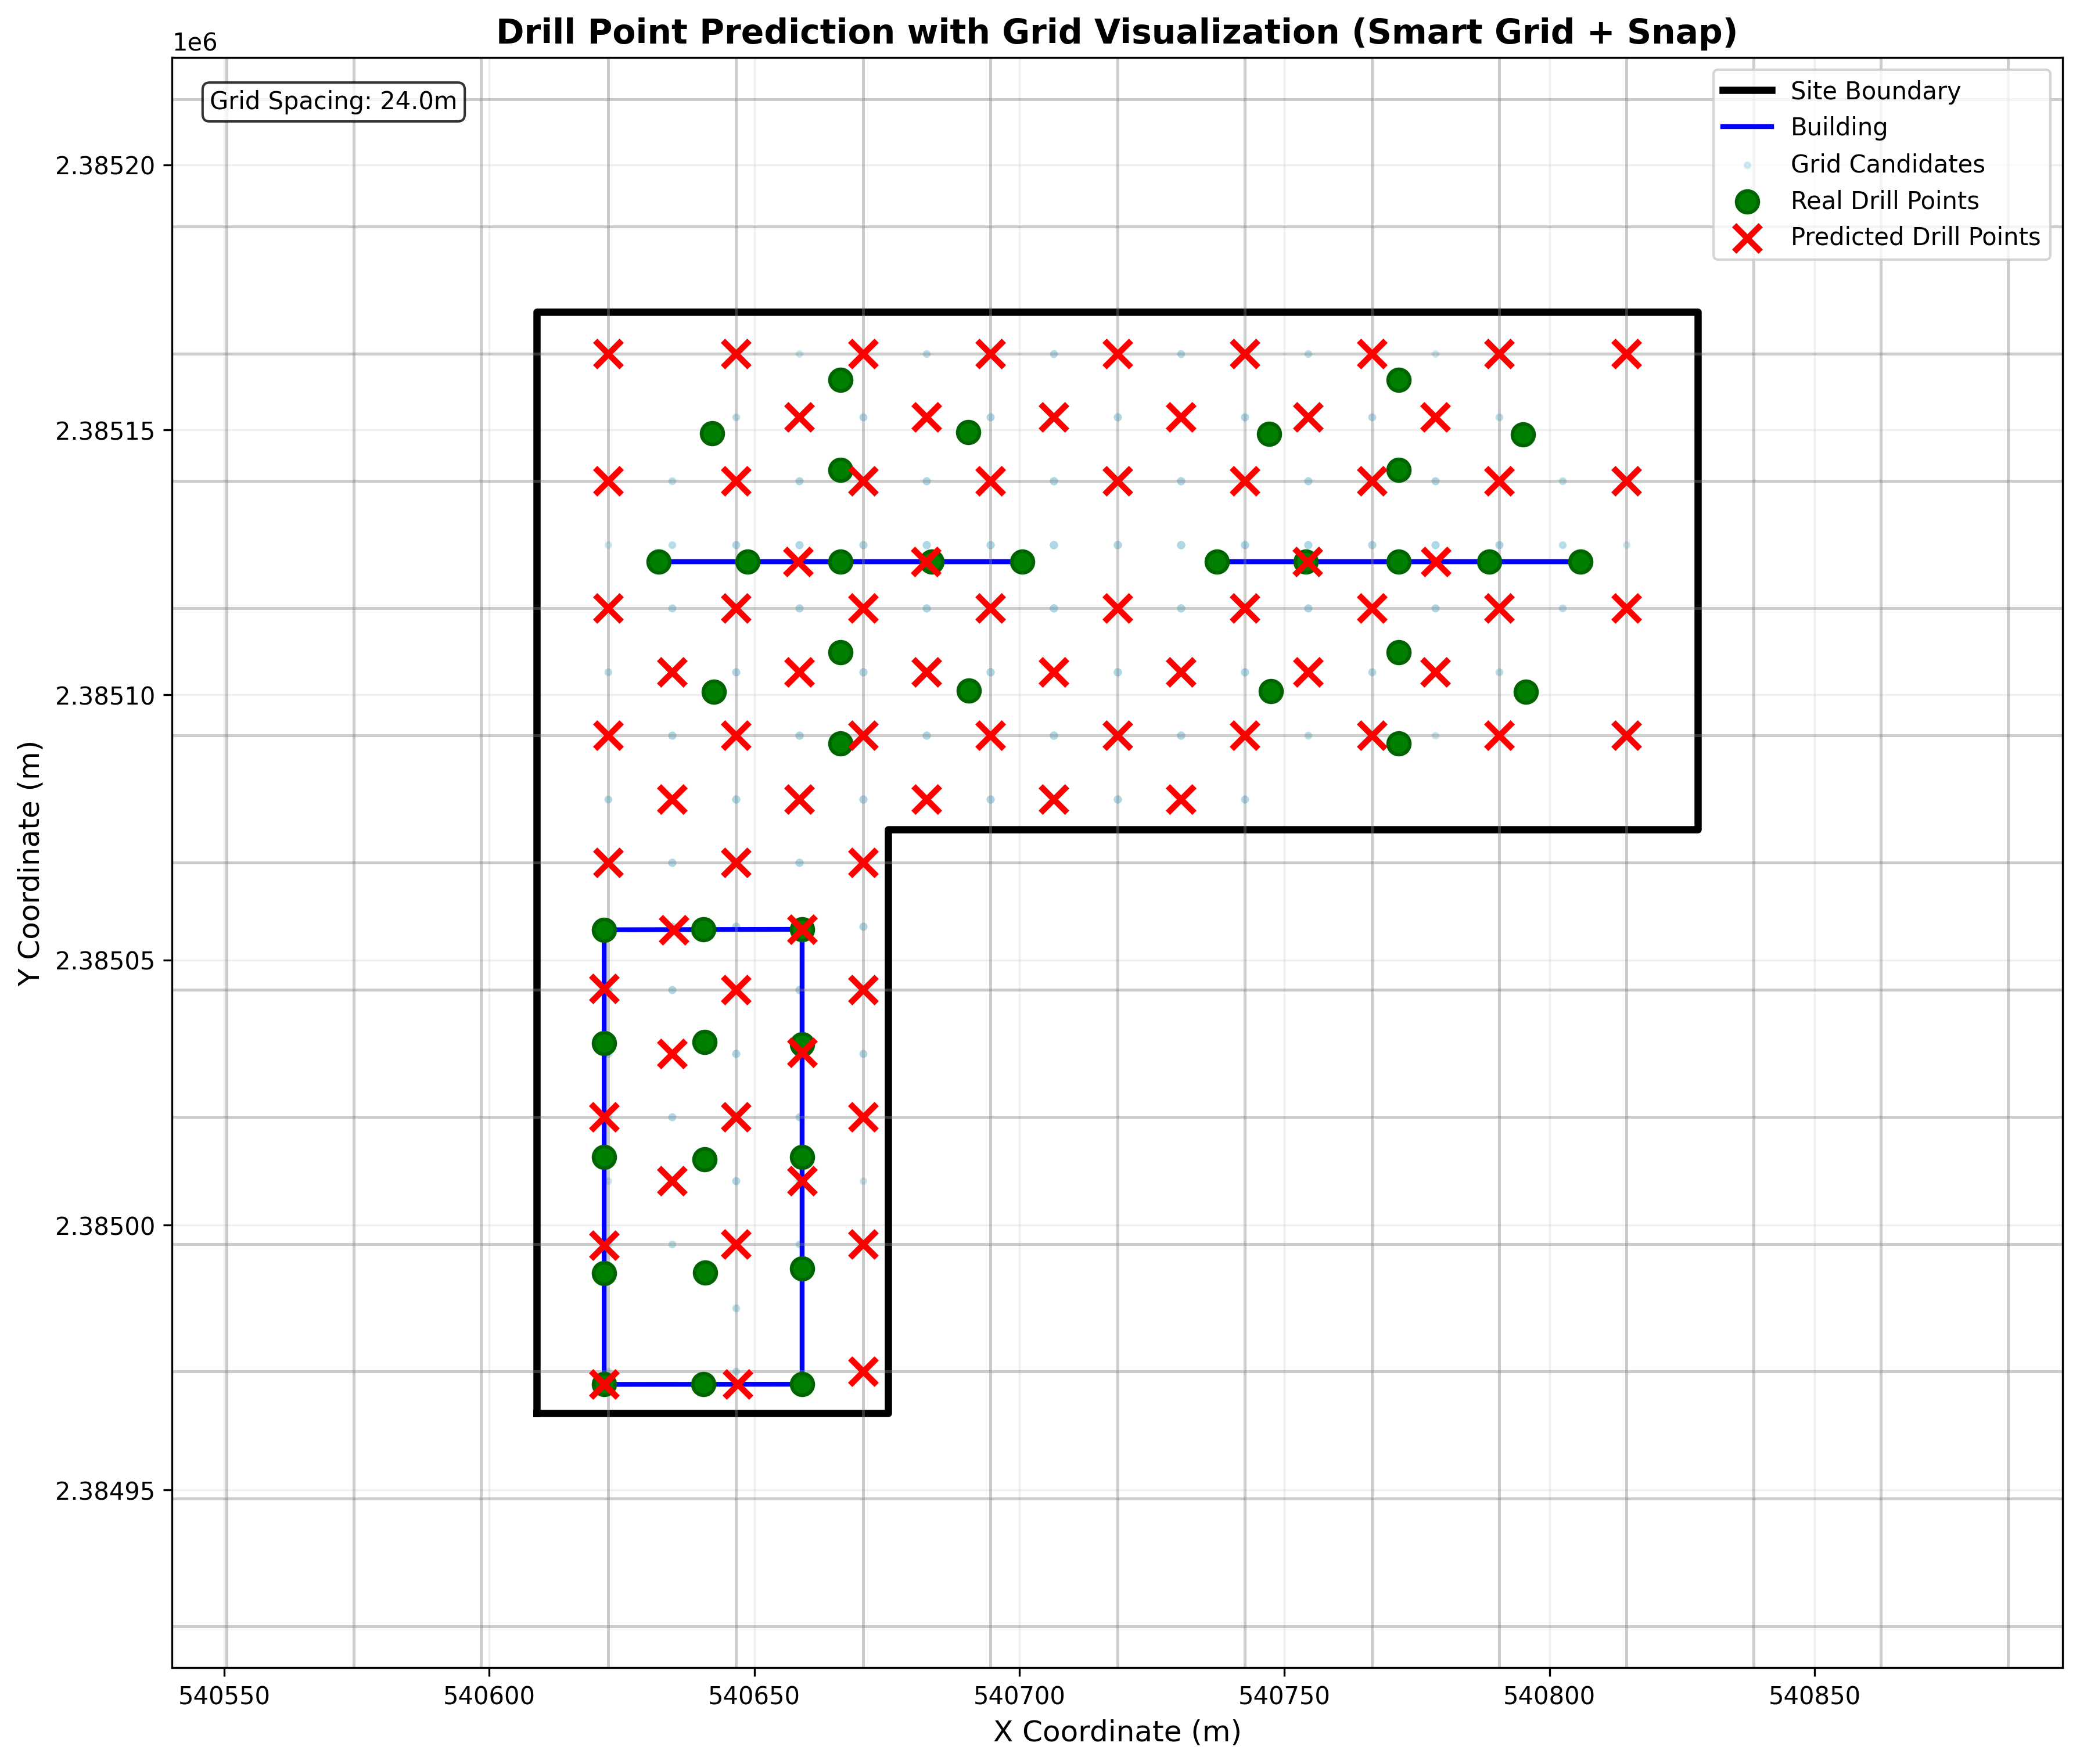 Drill Point Prediction with Grid Visualization (Smart Grid + Snap)
1e6
Grid Spacing: 24.0m
Site Boundary
Building
Grid Candidates
Real Drill Points
Predicted Drill Points
2.38520
2.38515
2.38510
2.38505
2.38500
2.38495
Y Coordinate (m)
540550 540600 540650 540700 540750 540800 540850
X Coordinate (m)